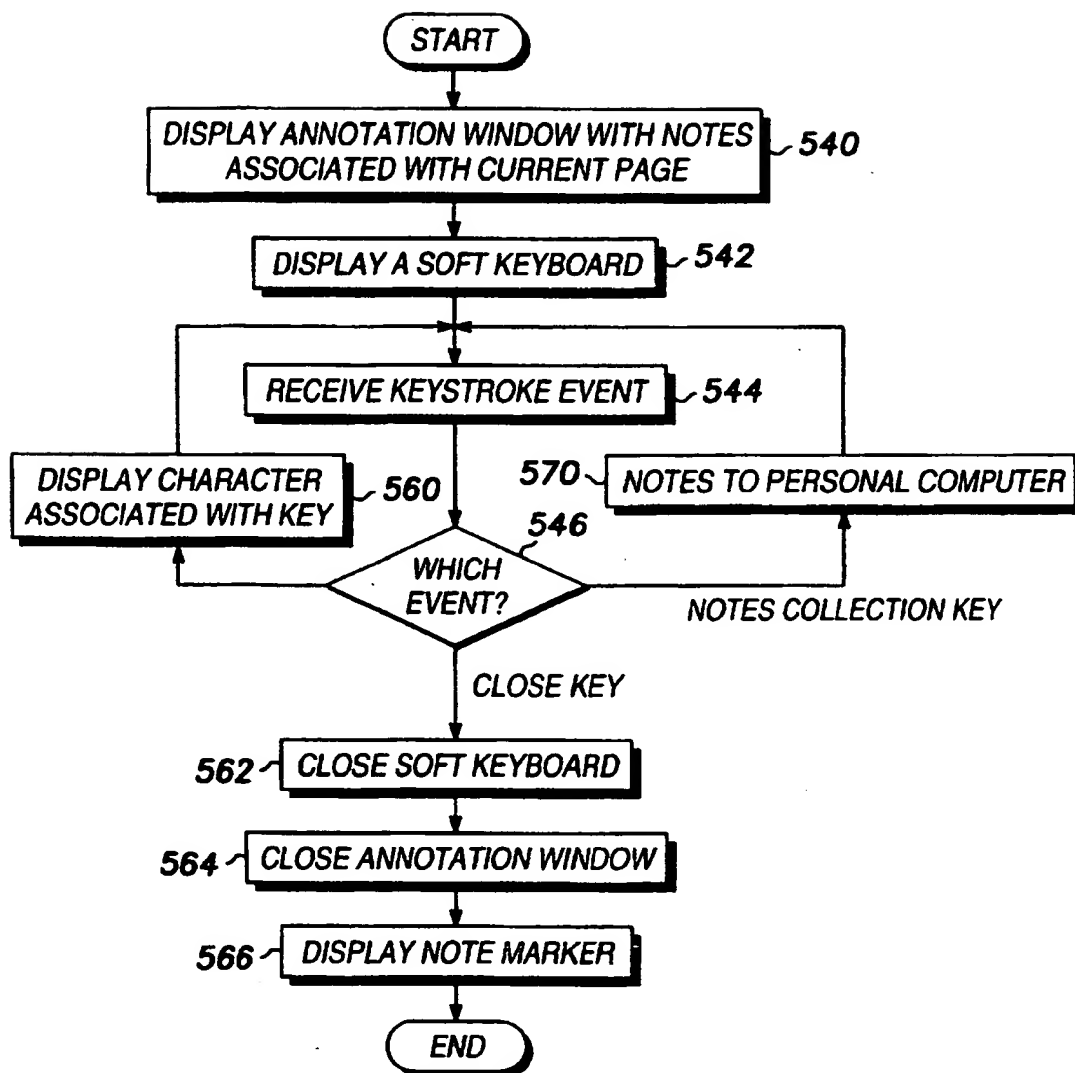 START
DISPLAY ANNOTATION WINDOW WITH NOTES
ASSOCIATED WITH CURRENT PAGE
540
DISPLAY A SOFT KEYBOARD
542
RECEIVE KEYSTROKE EVENT
544
DISPLAY CHARACTER
ASSOCIATED WITH KEY
560
570
NOTES TO PERSONAL COMPUTER
546
WHICH
EVENT?
NOTES COLLECTION KEY
CLOSE KEY
562
CLOSE SOFT KEYBOARD
564
CLOSE ANNOTATION WINDOW
566
DISPLAY NOTE MARKER
END